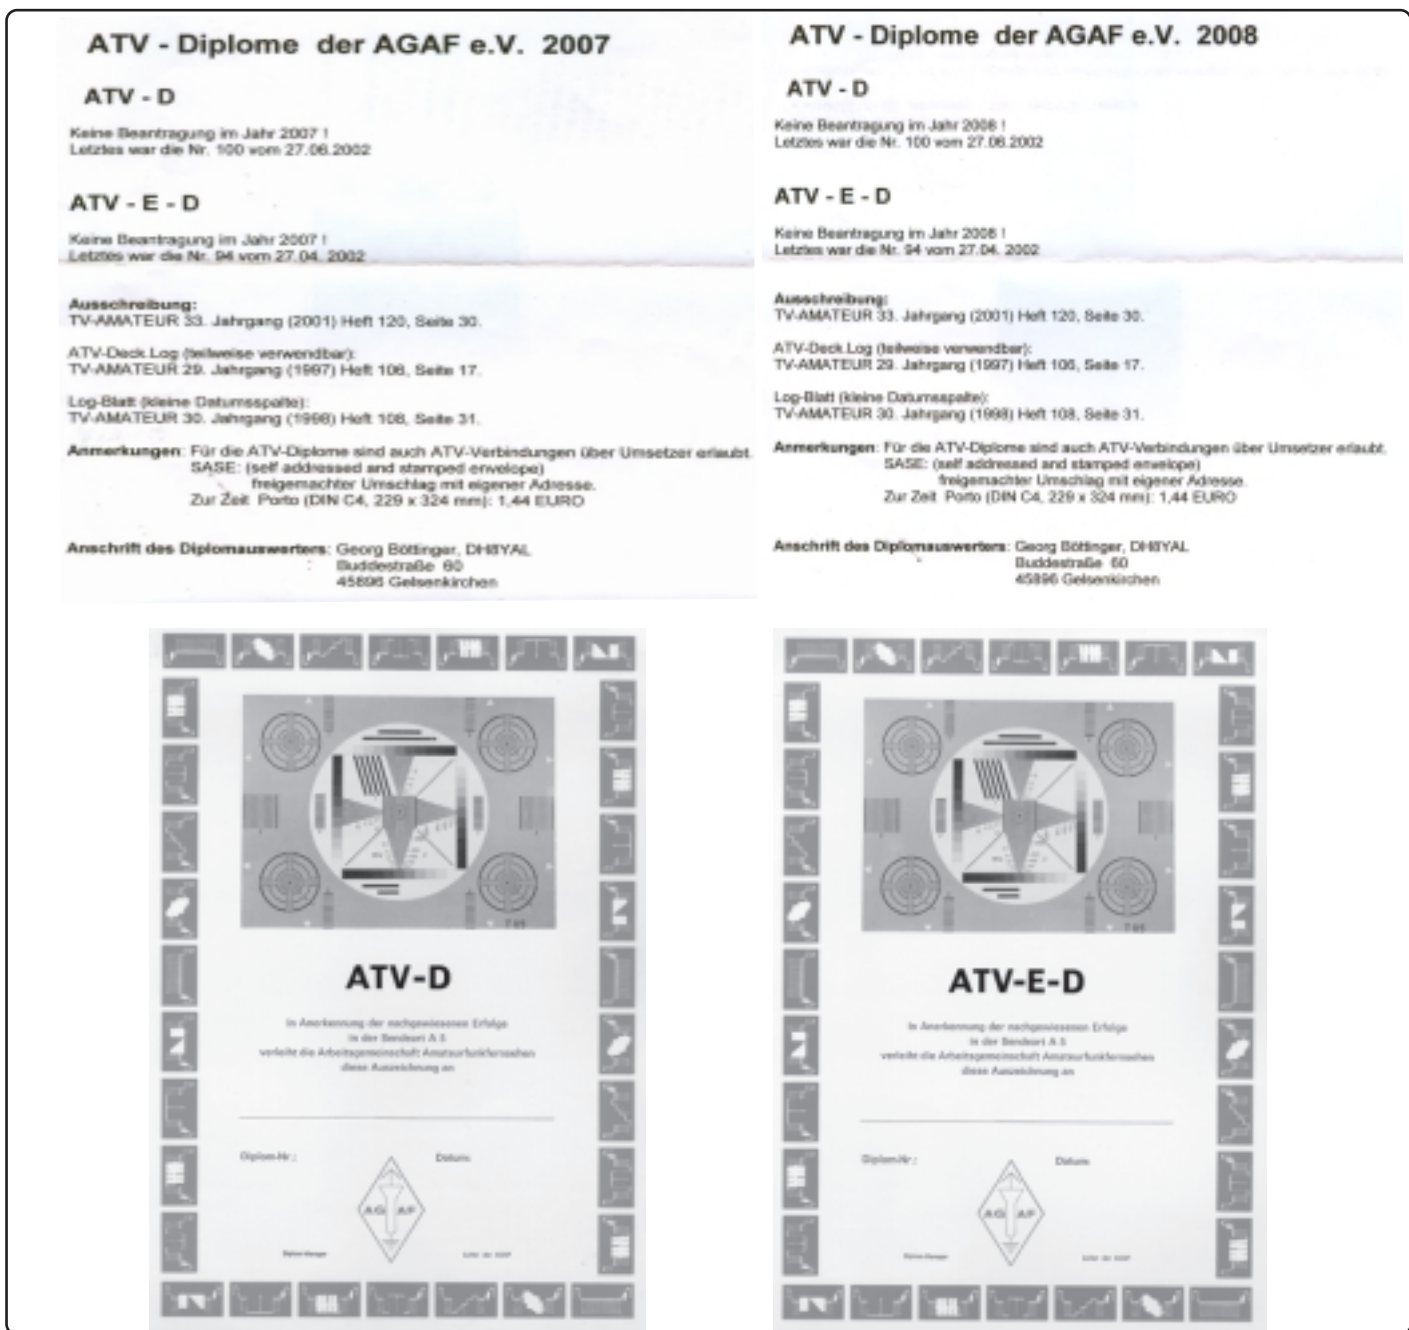 ATV - Diplome der AGAF e.V. 2007
ATV - D
Keine Beantragung im Jahr 2007 !
Letztes war die Nr. 100 vom 27.06.2002
ATV - E - D
Keine Beantragung im Jahr 2007 !
Letztes war die Nr. 94 vom 27.04. 2002
Ausschreibung:
TV-AMATEUR 33. Jahrgang (2001) Heft 120, Seite 30.
ATV-Deck.Log (teilweise verwendbar):
TV-AMATEUR 29. Jahrgang (1997) Heft 106, Seite 17.
Log-Blatt (kleine Datumsspalte):
TV-AMATEUR 30. Jahrgang (1998) Heft 108, Seite 31.
Anmerkungen: Für die ATV-Diplome sind auch ATV-Verbindungen über Umsetzer erlaubt.
SASE: (self addressed and stamped envelope)
freigemachter Umschlag mit eigener Adresse.
Zur Zeit Porto (DIN C4, 229 x 324 mm): 1,44 EURO
Anschrift des Diplomauswerters: Georg Böttinger, DH8YAL
Buddestraße 60
45896 Gelsenkirchen
ATV - Diplome der AGAF e.V. 2008
ATV - D
Keine Beantragung im Jahr 2008 !
Letztes war die Nr. 100 vom 27.06.2002
ATV - E - D
Keine Beantragung im Jahr 2008 !
Letztes war die Nr. 94 vom 27.04. 2002
Ausschreibung:
TV-AMATEUR 33. Jahrgang (2001) Heft 120, Seite 30.
ATV-Deck.Log (teilweise verwendbar):
TV-AMATEUR 29. Jahrgang (1997) Heft 106, Seite 17.
Log-Blatt (kleine Datumsspalte):
TV-AMATEUR 30. Jahrgang (1998) Heft 108, Seite 31.
Anmerkungen: Für die ATV-Diplome sind auch ATV-Verbindungen über Umsetzer erlaubt.
SASE: (self addressed and stamped envelope)
freigemachter Umschlag mit eigener Adresse.
Zur Zeit Porto (DIN C4, 229 x 324 mm): 1,44 EURO
Anschrift des Diplomauswerters: Georg Böttinger, DH8YAL
Buddestraße 60
45896 Gelsenkirchen
T 05
ATV-D
In Anerkennung der nachgewiesenen Erfolge
in der Sendeart A 5
verleiht die Arbeitsgemeinschaft Amateurfunkfernsehen
diese Auszeichnung an
Diplom-Nr.: Datum:
AGAF
Diplom-Manager
T 05
ATV-E-D
In Anerkennung der nachgewiesenen Erfolge
in der Sendeart A 5
verleiht die Arbeitsgemeinschaft Amateurfunkfernsehen
diese Auszeichnung an
Diplom-Nr.: Datum:
AGAF
Diplom-Manager